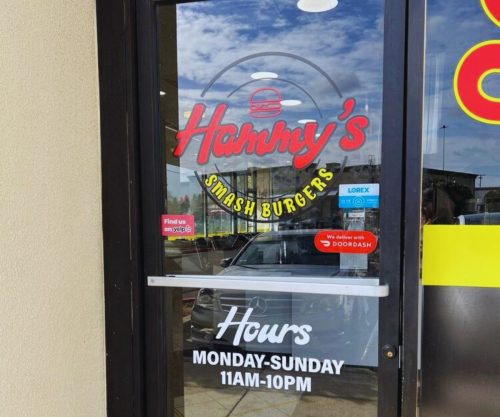 Hammy's
SMASH BURGERS
LOREX
Find us
on yelp
We deliver with
DOORDASH
Hours
MONDAY-SUNDAY
11AM-10PM